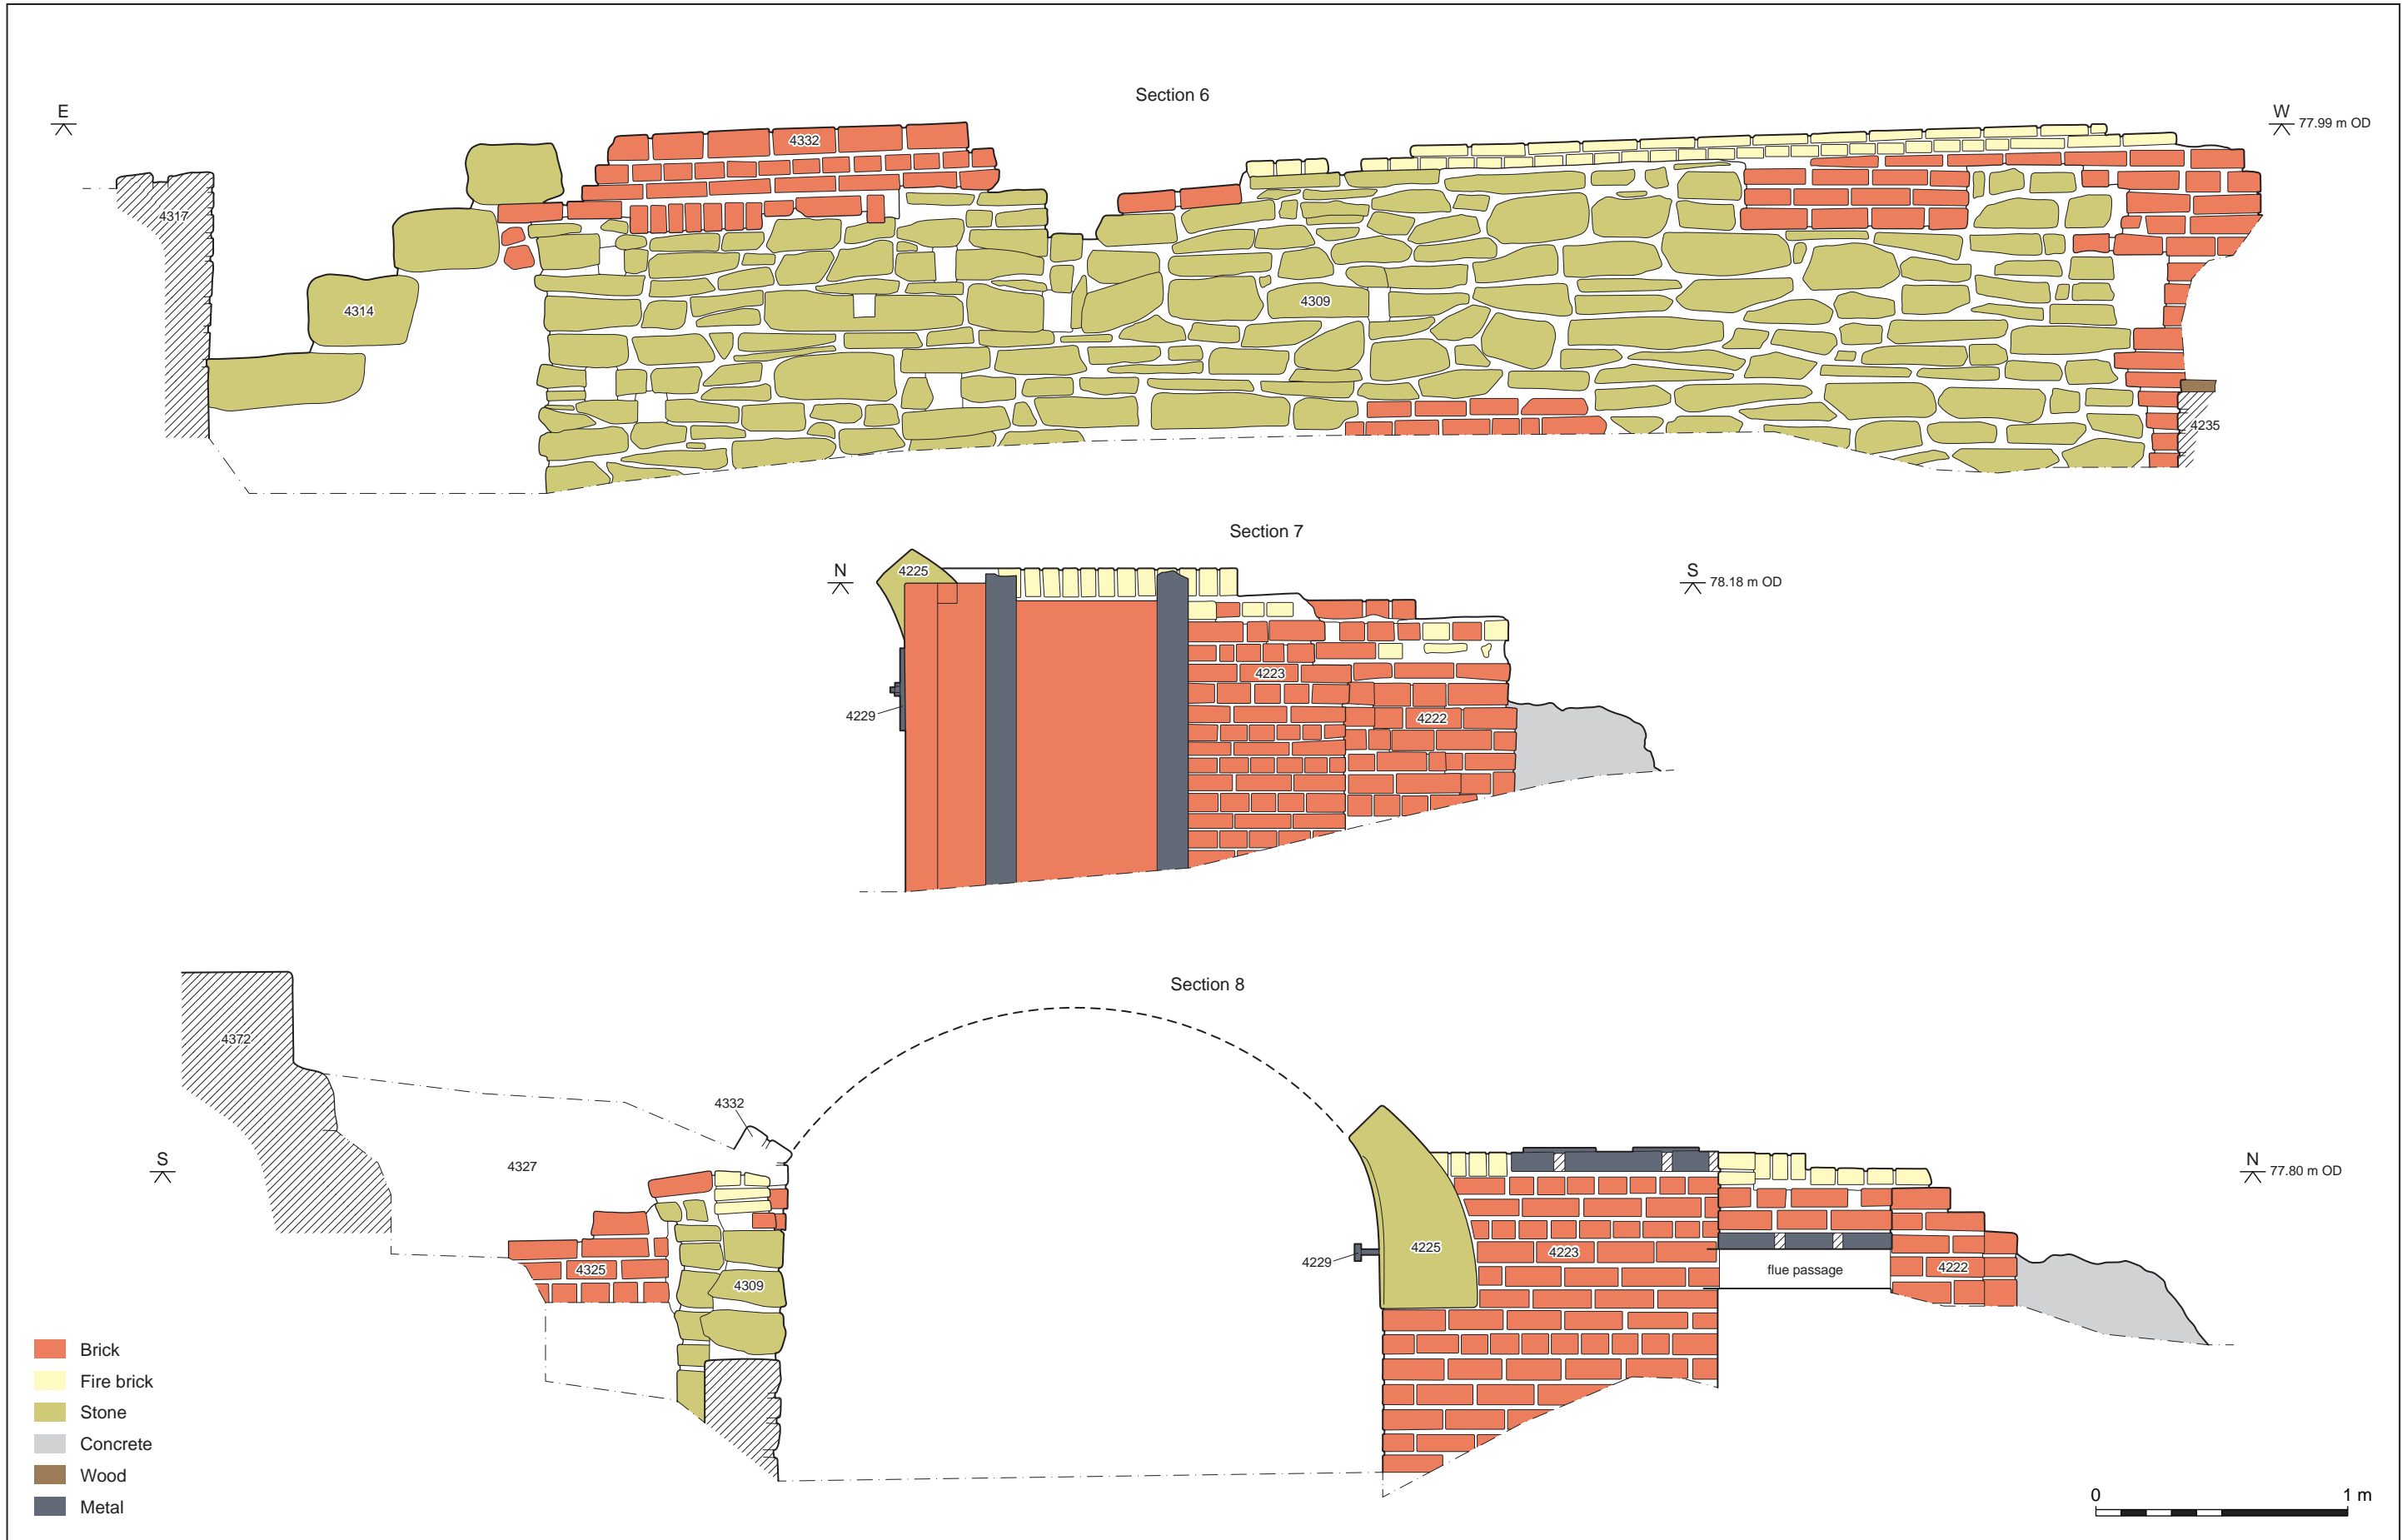 Section 6
E
W
77.99 m OD
4332
4317
4314
4309
4235
Section 7
N
4225
S
78.18 m OD
4223
4229
4222
Section 8
4372
4332
S
4327
N
77.80 m OD
4225
4223
4229
flue passage
4222
4325
4309
Brick
Fire brick
Stone
Concrete
Wood
Metal
0
1 m